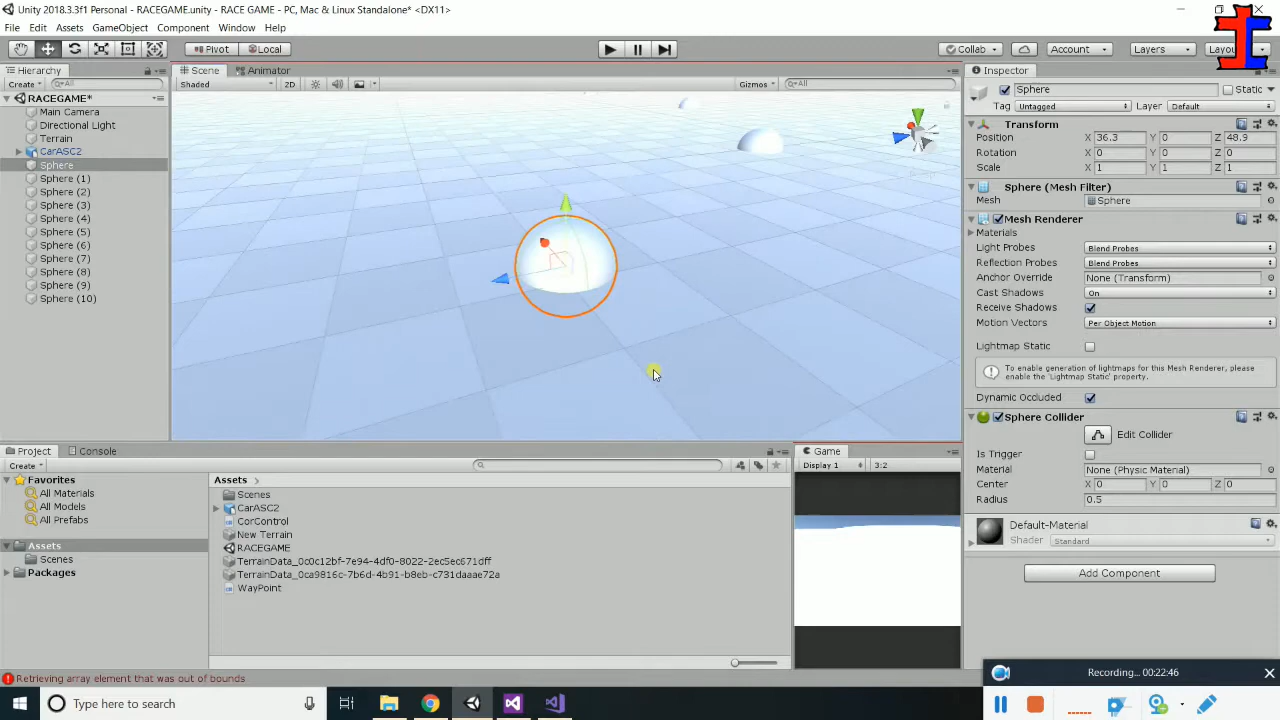 Unity 2018.3.3f1 Personal - RACEGAME.unity - RACE GAME - PC, Mac & Linux Standalone* <DX11>
File Edit Assets GameObject Component Window Help
Pivot Local Collab Account Layers Layou
Hierarchy Scene Animator Inspector
Create All Shaded 2D Gizmos All Sphere Static
RACEGAME*
Tag Untagged Layer Default
Main Camera
Directional Light
Terrain
CarASC2
Sphere
Sphere (1)
Sphere (2)
Sphere (3)
Sphere (4)
Sphere (5)
Sphere (6)
Sphere (7)
Sphere (8)
Sphere (9)
Sphere (10)
Transform
Position X 36.3 Y 0 Z 48.9
Rotation X 0 Y 0 Z 0
Scale X 1 Y 1 Z 1
Sphere (Mesh Filter)
Mesh Sphere
Mesh Renderer
Materials
Light Probes Blend Probes
Reflection Probes Blend Probes
Anchor Override None (Transform)
Cast Shadows On
Receive Shadows
Motion Vectors Per Object Motion
Lightmap Static
To enable generation of lightmaps for this Mesh Renderer, please
enable the 'Lightmap Static' property.
Dynamic Occluded
Sphere Collider
Edit Collider
Is Trigger
Material None (Physic Material)
Center X 0 Y 0 Z 0
Radius 0.5
Default-Material
Shader Standard
Add Component
Project Console
Create
Favorites
All Materials
All Models
All Prefabs
Assets
Scenes
Packages
Assets
Scenes
CarASC2
CorControl
New Terrain
RACEGAME
TerrainData_0c0c12bf-7e94-4df0-8022-2ec5ec671dff
TerrainData_0ca9816c-7b6d-4b91-b8eb-c731daaae72a
WayPoint
Game
Display 1 3:2
Retrieving array element that was out of bounds
Recording... 00:22:46
Type here to search